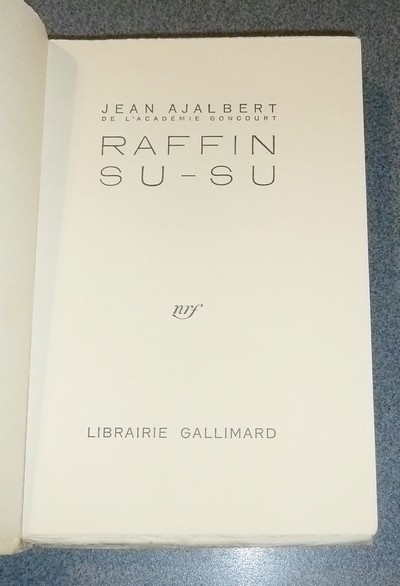 JEAN AJALBERT
DE L'ACADÉMIE GONCOURT
RAFFIN
SU-SU
nrf
LIBRAIRIE GALLIMARD